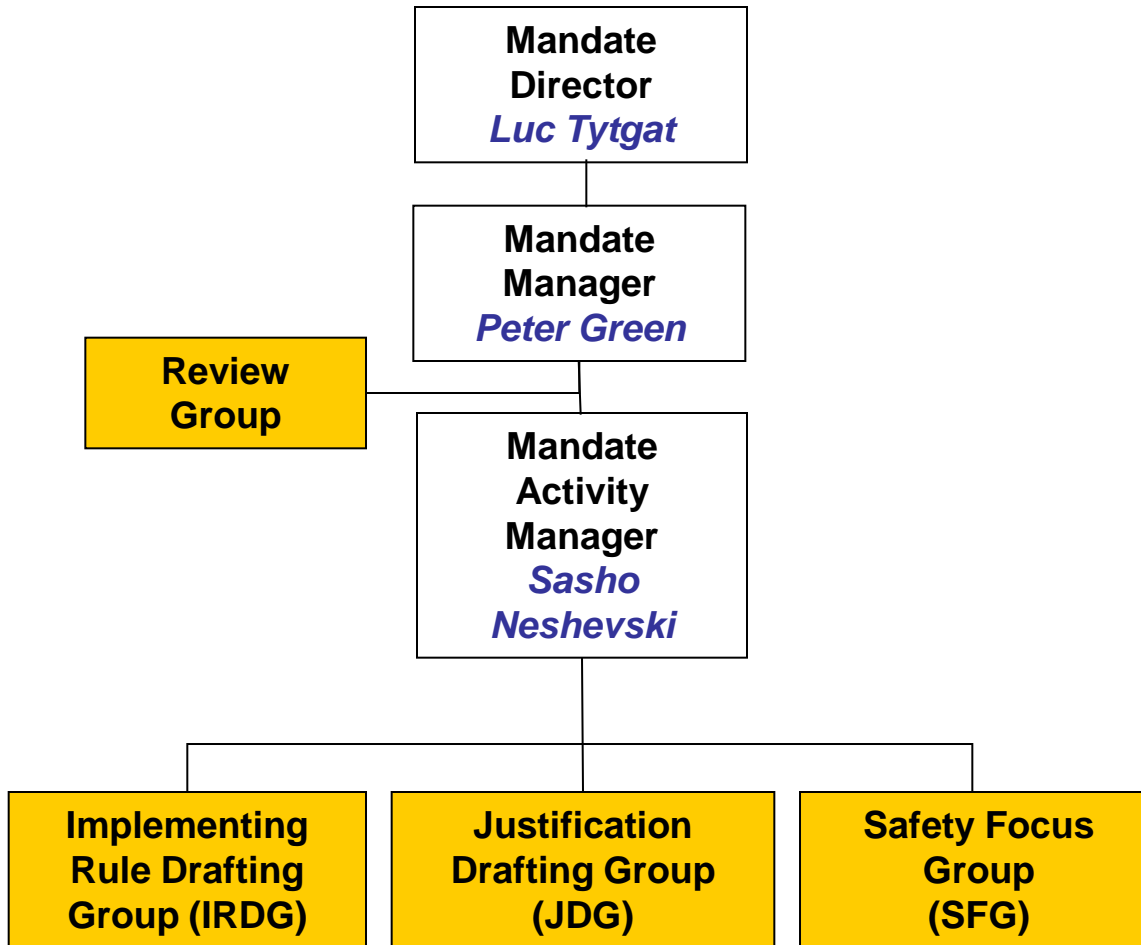 Mandate
Director
Luc Tytgat
Mandate
Manager
Peter Green
Review
Group
Mandate
Activity
Manager
Sasho
Neshevski
Implementing
Rule Drafting
Group (IRDG)
Justification
Drafting Group
(JDG)
Safety Focus
Group
(SFG)